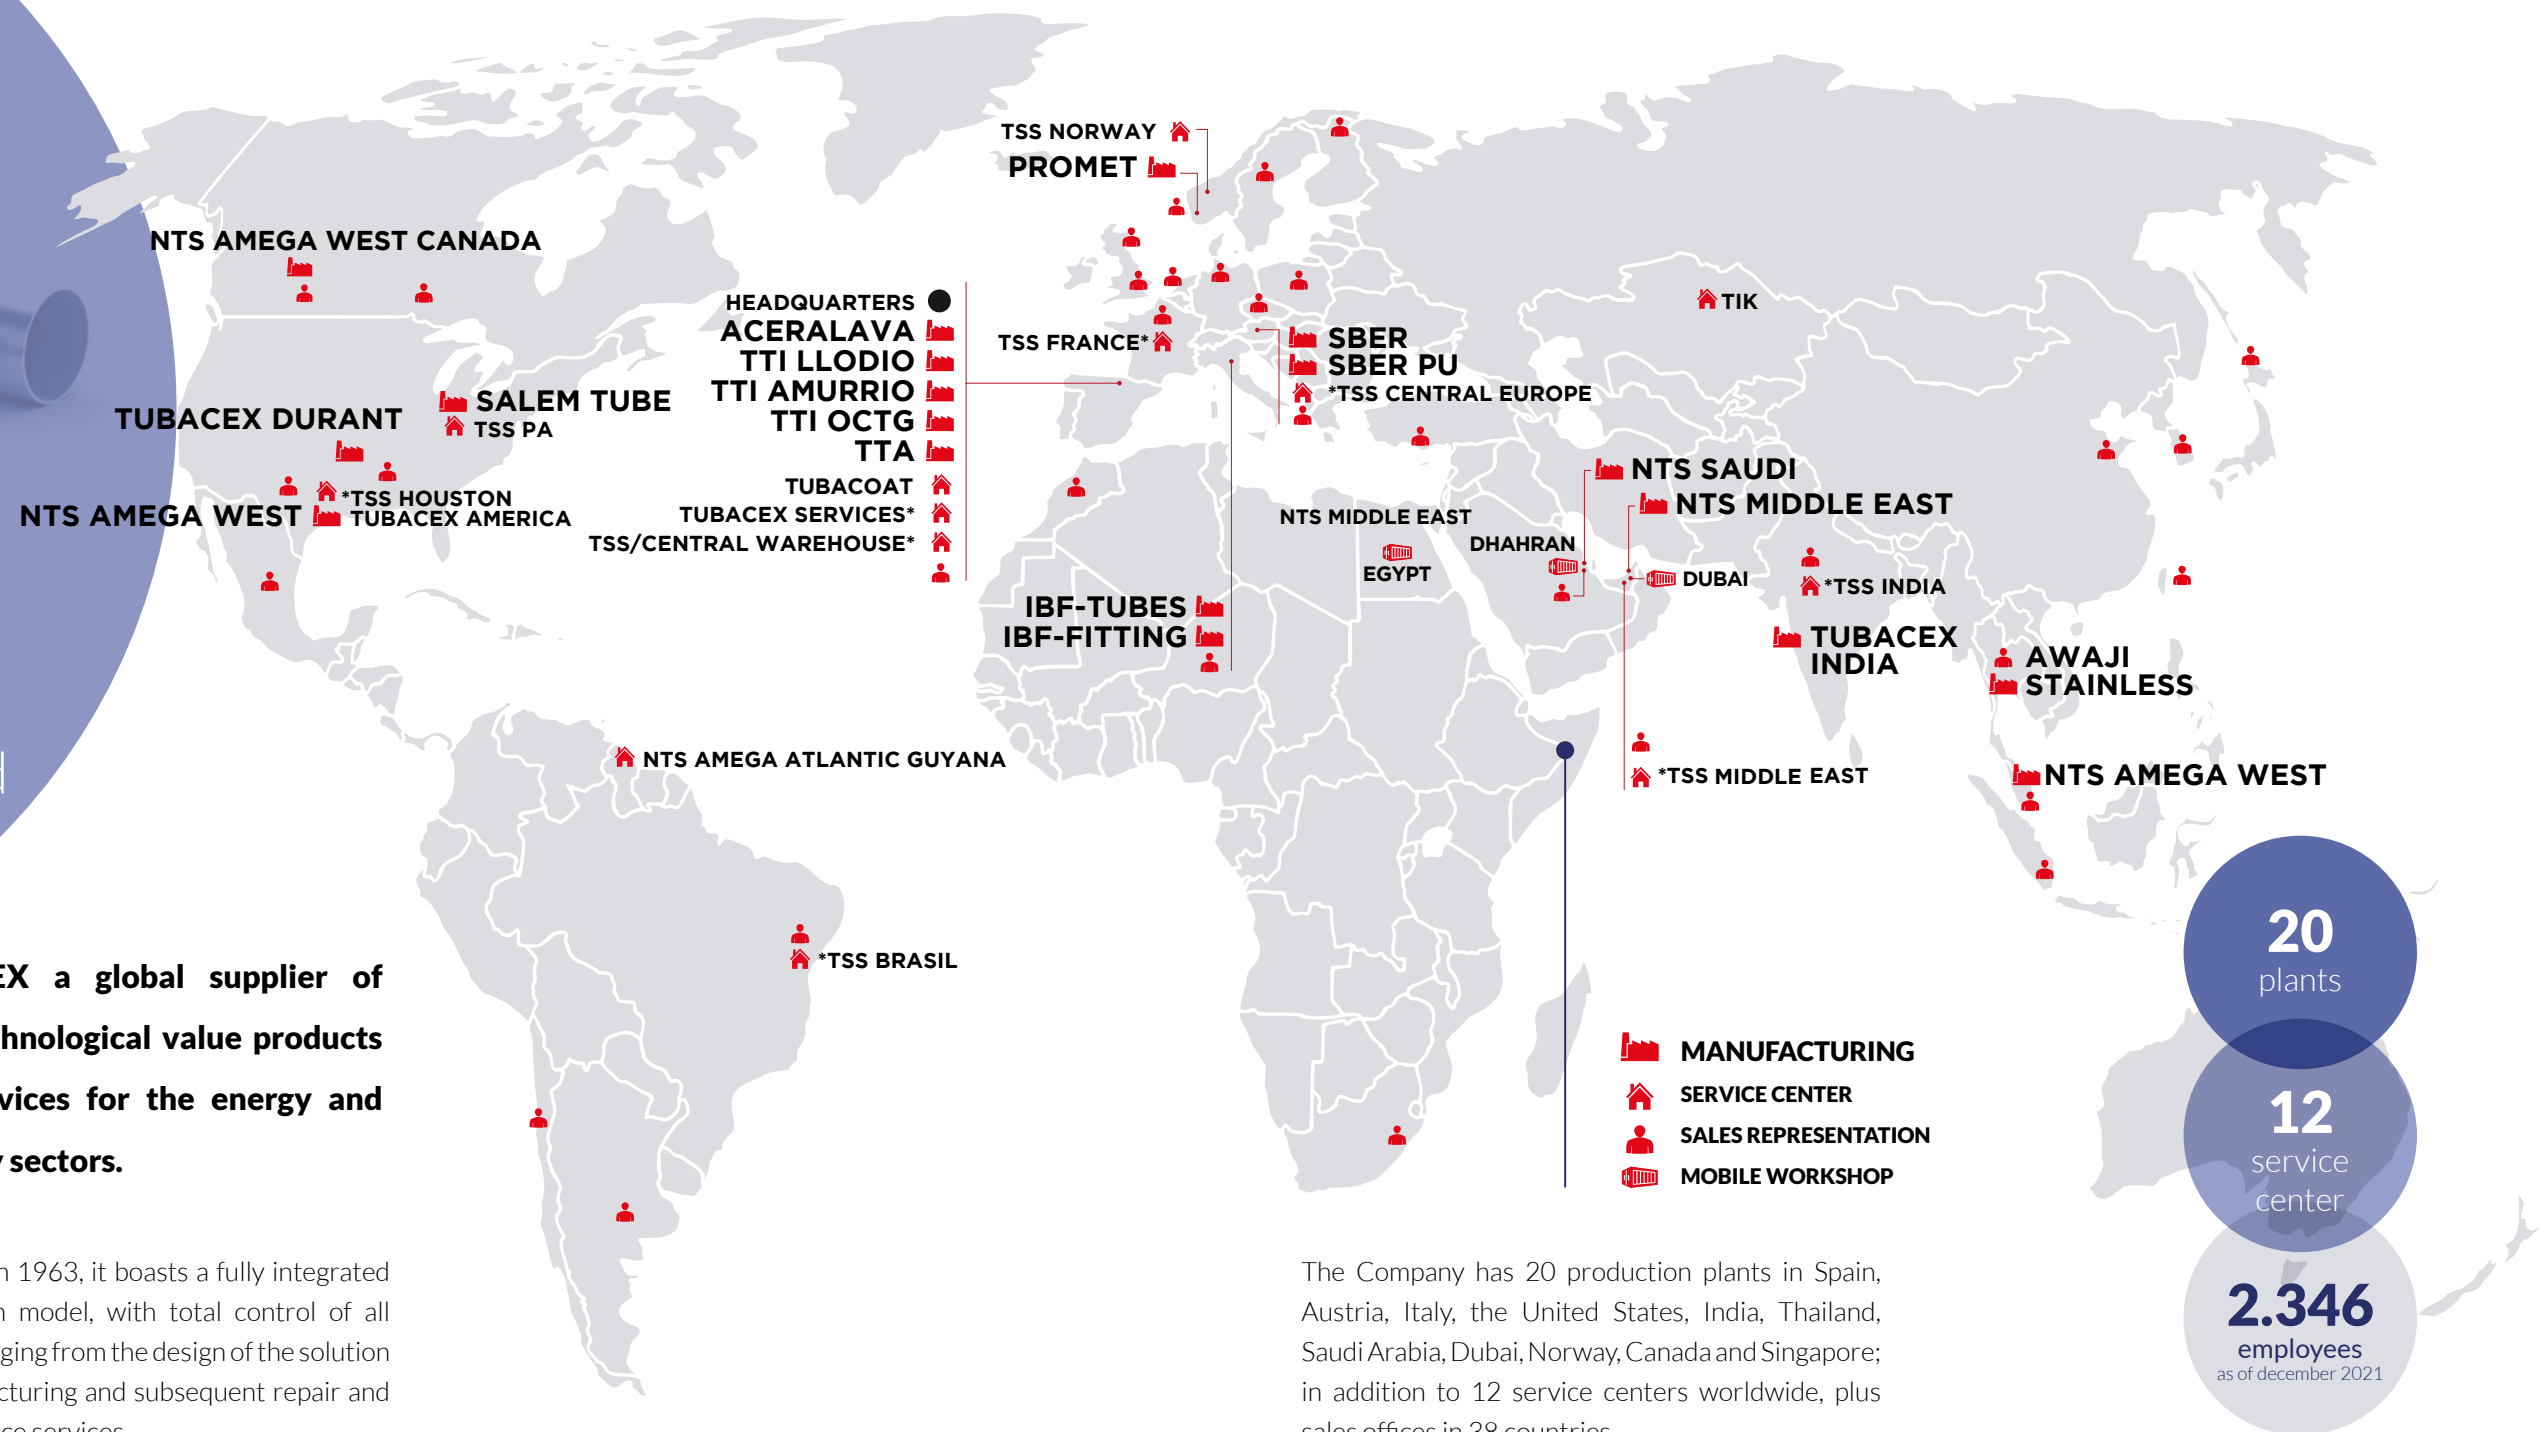 TSS NORWAY
PROMET
NTS AMEGA WEST CANADA
HEADQUARTERS
ACERALAVA
TTI LLODIO
TTI AMURRIO
TTI OCTG
TTA
TUBACOAT
TUBACEX SERVICES*
TSS/CENTRAL WAREHOUSE*
TSS FRANCE*
SBER
SBER PU
*TSS CENTRAL EUROPE
TIK
SALEM TUBE
TSS PA
TUBACEX DURANT
*TSS HOUSTON
NTS AMEGA WEST
TUBACEX AMERICA
NTS SAUDI
NTS MIDDLE EAST
NTS MIDDLE EAST
EGYPT
DHAHRAN
DUBAI
*TSS INDIA
TUBACEX
INDIA
IBF-TUBES
IBF-FITTING
AWAJI
STAINLESS
NTS AMEGA ATLANTIC GUYANA
*TSS MIDDLE EAST
NTS AMEGA WEST
*TSS BRASIL
EX a global supplier of
hnological value products
vices for the energy and
y sectors.
n 1963, it boasts a fully integrated
n model, with total control of all
ging from the design of the solution
cturing and subsequent repair and
ce services.
MANUFACTURING
SERVICE CENTER
SALES REPRESENTATION
MOBILE WORKSHOP
The Company has 20 production plants in Spain,
Austria, Italy, the United States, India, Thailand,
Saudi Arabia, Dubai, Norway, Canada and Singapore;
in addition to 12 service centers worldwide, plus
sales offices in 38 countries.
20
plants
12
service
center
2.346
employees
as of december 2021